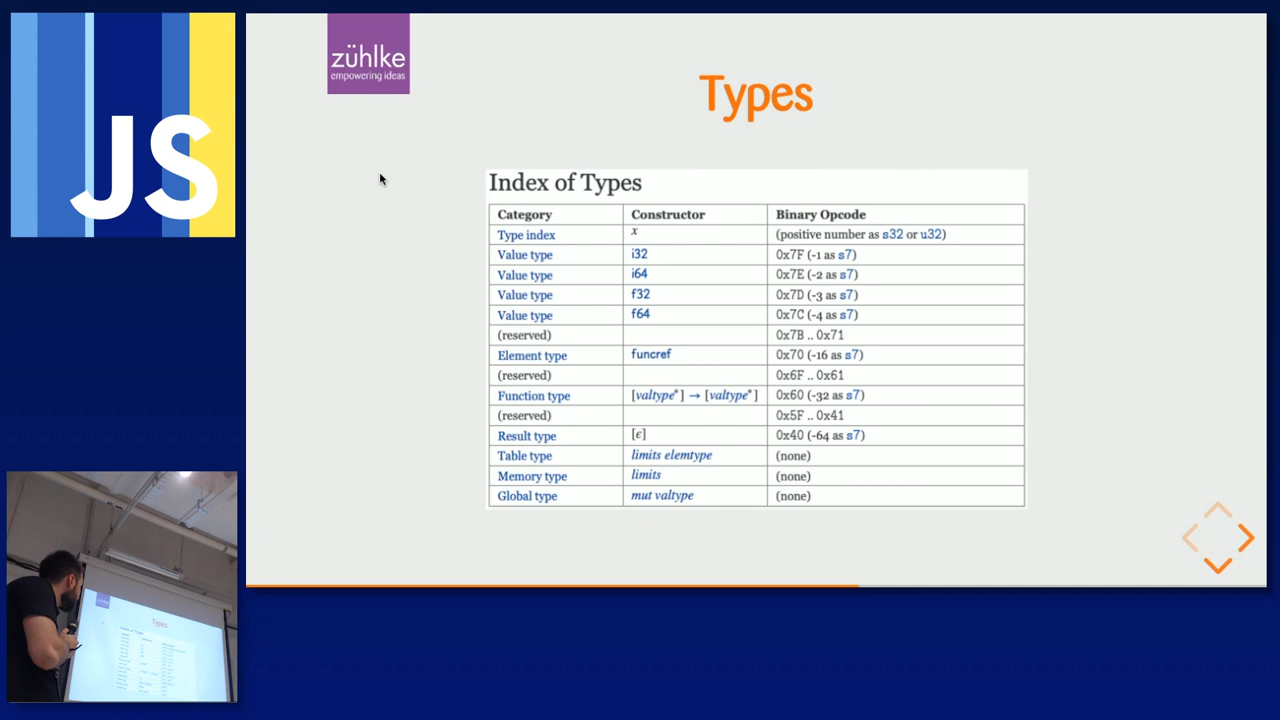 JS
zühlke
empowering ideas
Types
Index of Types
Category Constructor Binary Opcode
Type index x (positive number as s32 or u32)
Value type i32 0x7F (-1 as s7)
Value type i64 0x7E (-2 as s7)
Value type f32 0x7D (-3 as s7)
Value type f64 0x7C (-4 as s7)
(reserved) 0x7B .. 0x71
Element type funcref 0x70 (-16 as s7)
(reserved) 0x6F .. 0x61
Function type [valtype*] → [valtype*] 0x60 (-32 as s7)
(reserved) 0x5F .. 0x41
Result type [ϵ] 0x40 (-64 as s7)
Table type limits elemtype (none)
Memory type limits (none)
Global type mut valtype (none)
Types